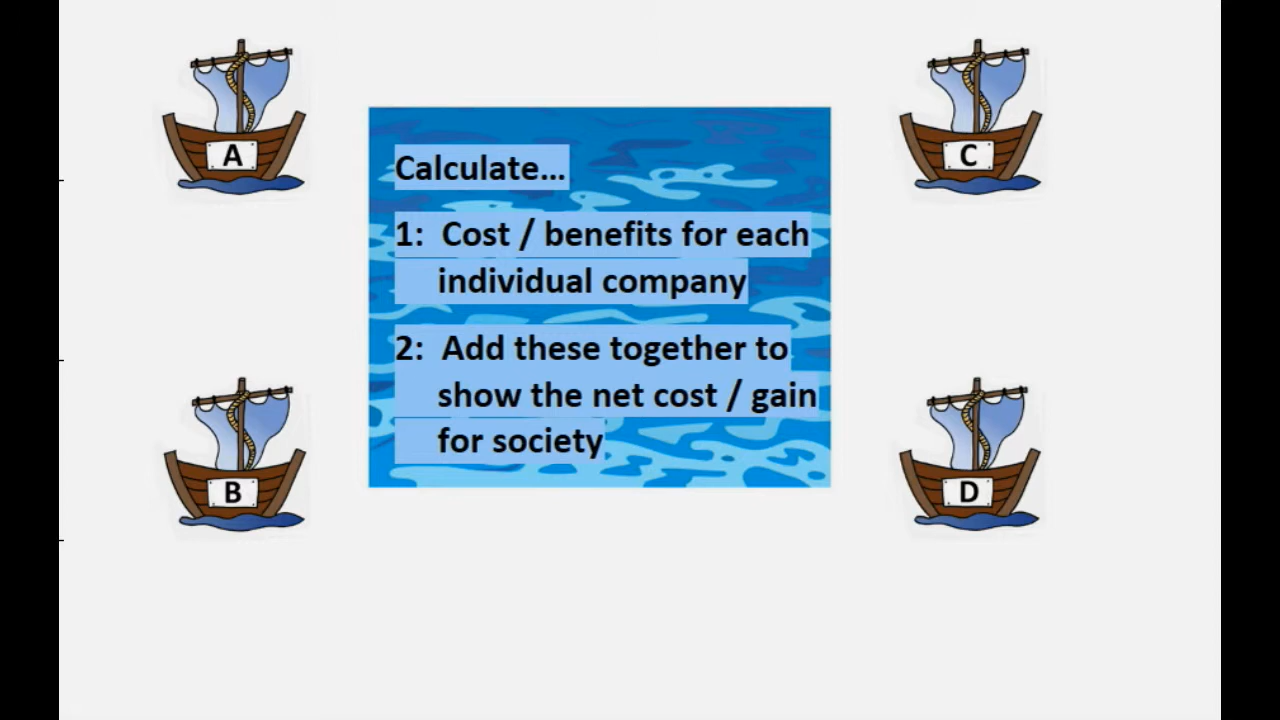 A
C
Calculate...
1: Cost / benefits for each
individual company
2: Add these together to
show the net cost / gain
for society
B
D